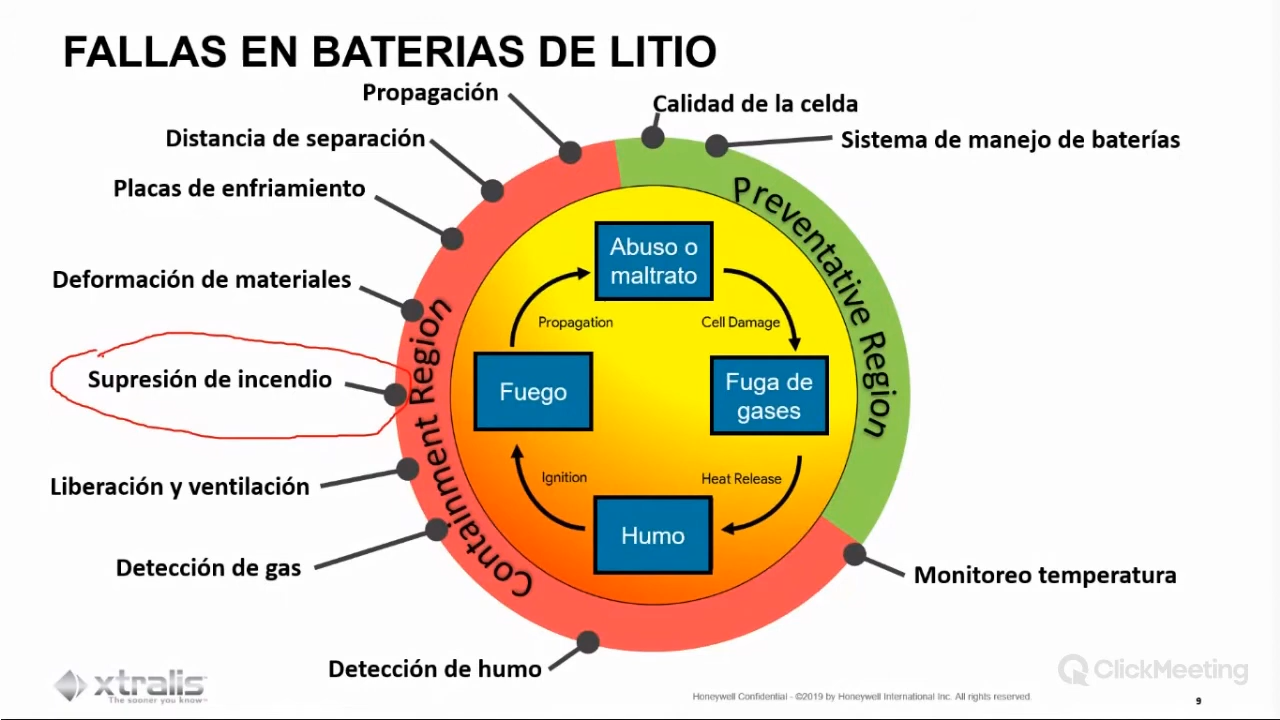 FALLAS EN BATERIAS DE LITIO
Propagación
Calidad de la celda
Distancia de separación
Sistema de manejo de baterías
Placas de enfriamiento
Deformación de materiales
Supresión de incendio
Liberación y ventilación
Detección de gas
Detección de humo
Monitoreo temperatura
Preventative Region
Containment Region
Abuso o
maltrato
Propagation
Cell Damage
Fuego
Fuga de
gases
Ignition
Heat Release
Humo
xtralis
The sooner you know
ClickMeeting
Honeywell Confidential - ©2019 by Honeywell International Inc. All rights reserved.
9